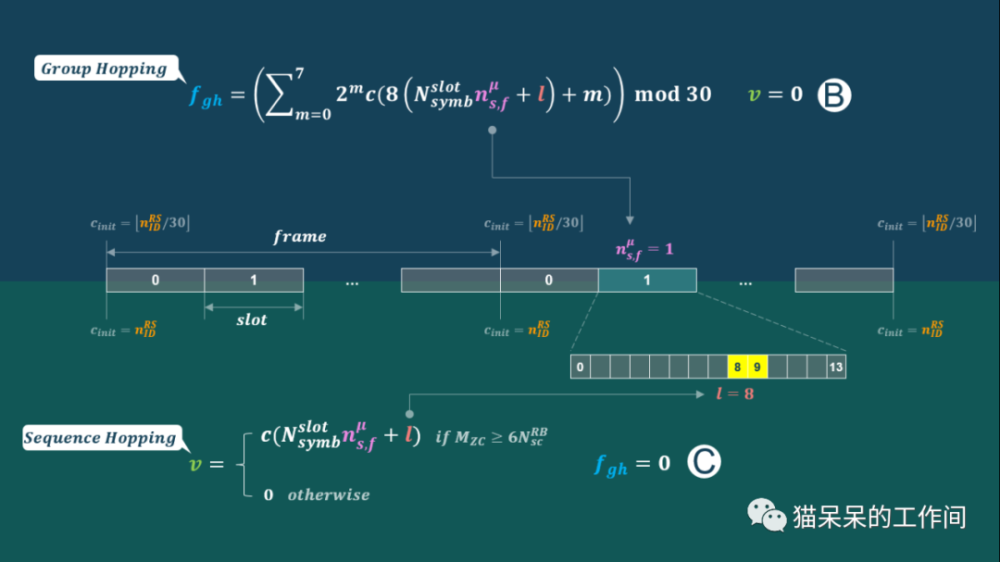 Group Hopping
f_gh = (∑_{m=0}^{7} 2^m c(8(N_symb^slot n_{s,f}^μ + l) + m)) mod 30 v = 0 B
c_init = ⌊n_ID^RS/30⌋ c_init = ⌊n_ID^RS/30⌋ c_init = ⌊n_ID^RS/30⌋
frame
n_{s,f}^μ = 1
0 1 ... 0 1 ...
slot
c_init = n_ID^RS c_init = n_ID^RS c_init = n_ID^RS
0 8 9 13
l = 8
Sequence Hopping
v = { c(N_symb^slot n_{s,f}^μ + l) if M_ZC ≥ 6N_sc^RB
0 otherwise
f_gh = 0 C
猫呆呆的工作间